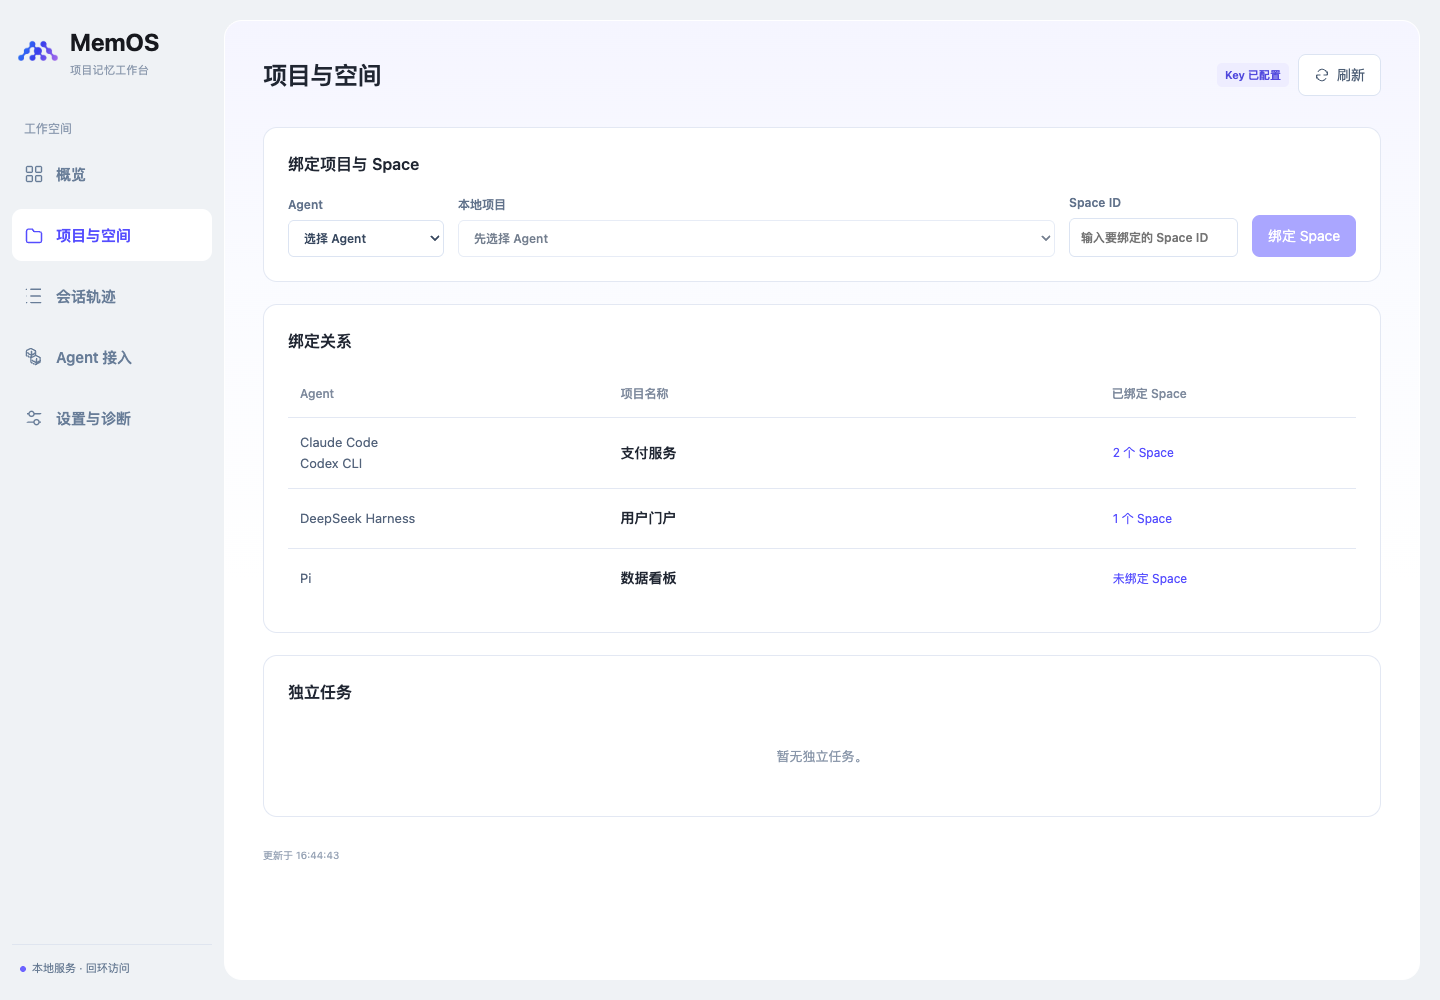 MemOS
项目记忆工作台
工作空间
概览
项目与空间
会话轨迹
Agent 接入
设置与诊断
本地服务 · 回环访问
项目与空间
Key 已配置
刷新
绑定项目与 Space
Agent
本地项目
Space ID
选择 Agent
先选择 Agent
输入要绑定的 Space ID
绑定 Space
绑定关系
Agent
项目名称
已绑定 Space
Claude Code
Codex CLI
支付服务
2 个 Space
DeepSeek Harness
用户门户
1 个 Space
Pi
数据看板
未绑定 Space
独立任务
暂无独立任务。
更新于 16:44:43